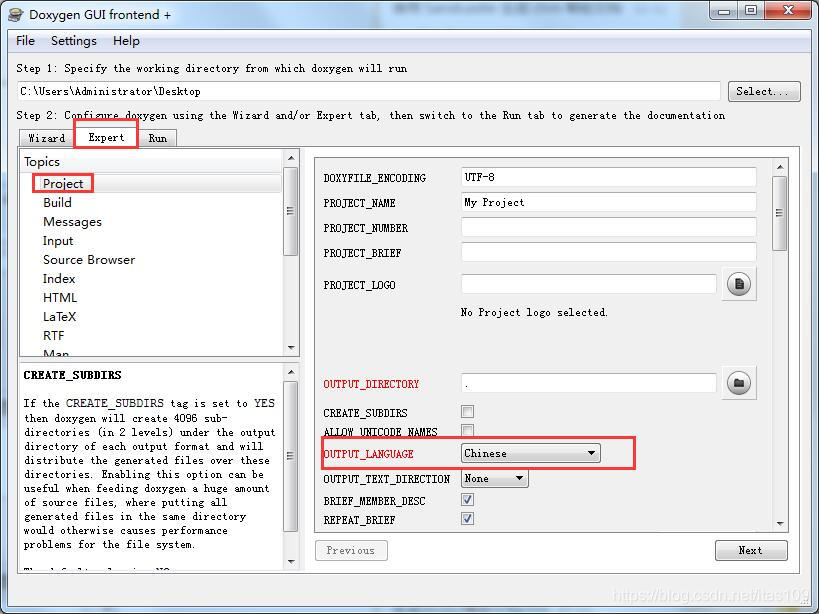 Doxygen GUI frontend +
File Settings Help
Step 1: Specify the working directory from which doxygen will run
C:\Users\Administrator\Desktop Select...
Step 2: Configure doxygen using the Wizard and/or Expert tab, then switch to the Run tab to generate the documentation
Wizard Expert Run
Topics
Project
Build
Messages
Input
Source Browser
Index
HTML
LaTeX
RTF
Man
CREATE_SUBDIRS
If the CREATE_SUBDIRS tag is set to YES
then doxygen will create 4096 sub-
directories (in 2 levels) under the output
directory of each output format and will
distribute the generated files over these
directories. Enabling this option can be
useful when feeding doxygen a huge amount
of source files, where putting all
generated files in the same directory
would otherwise causes performance
problems for the file system.
DOXYFILE_ENCODING UTF-8
PROJECT_NAME My Project
PROJECT_NUMBER
PROJECT_BRIEF
PROJECT_LOGO
No Project logo selected.
OUTPUT_DIRECTORY .
CREATE_SUBDIRS
ALLOW_UNICODE_NAMES
OUTPUT_LANGUAGE Chinese
OUTPUT_TEXT_DIRECTION None
BRIEF_MEMBER_DESC
REPEAT_BRIEF
Previous Next
https://blog.csdn.net/itas109